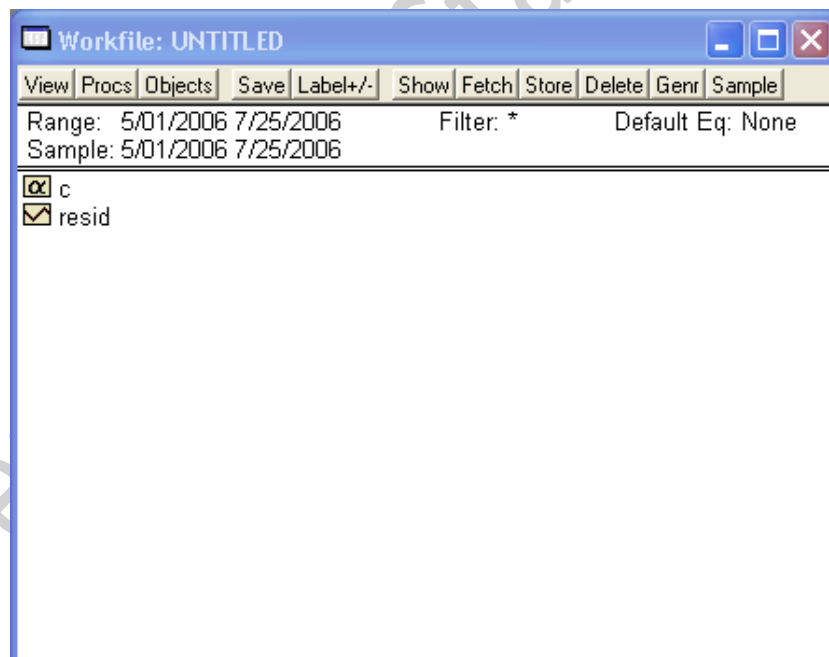 Workfile: UNTITLED
View Procs Objects Save Label+/- Show Fetch Store Delete Genr Sample
Range: 5/01/2006 7/25/2006 Filter: * Default Eq: None
Sample: 5/01/2006 7/25/2006
α c
resid